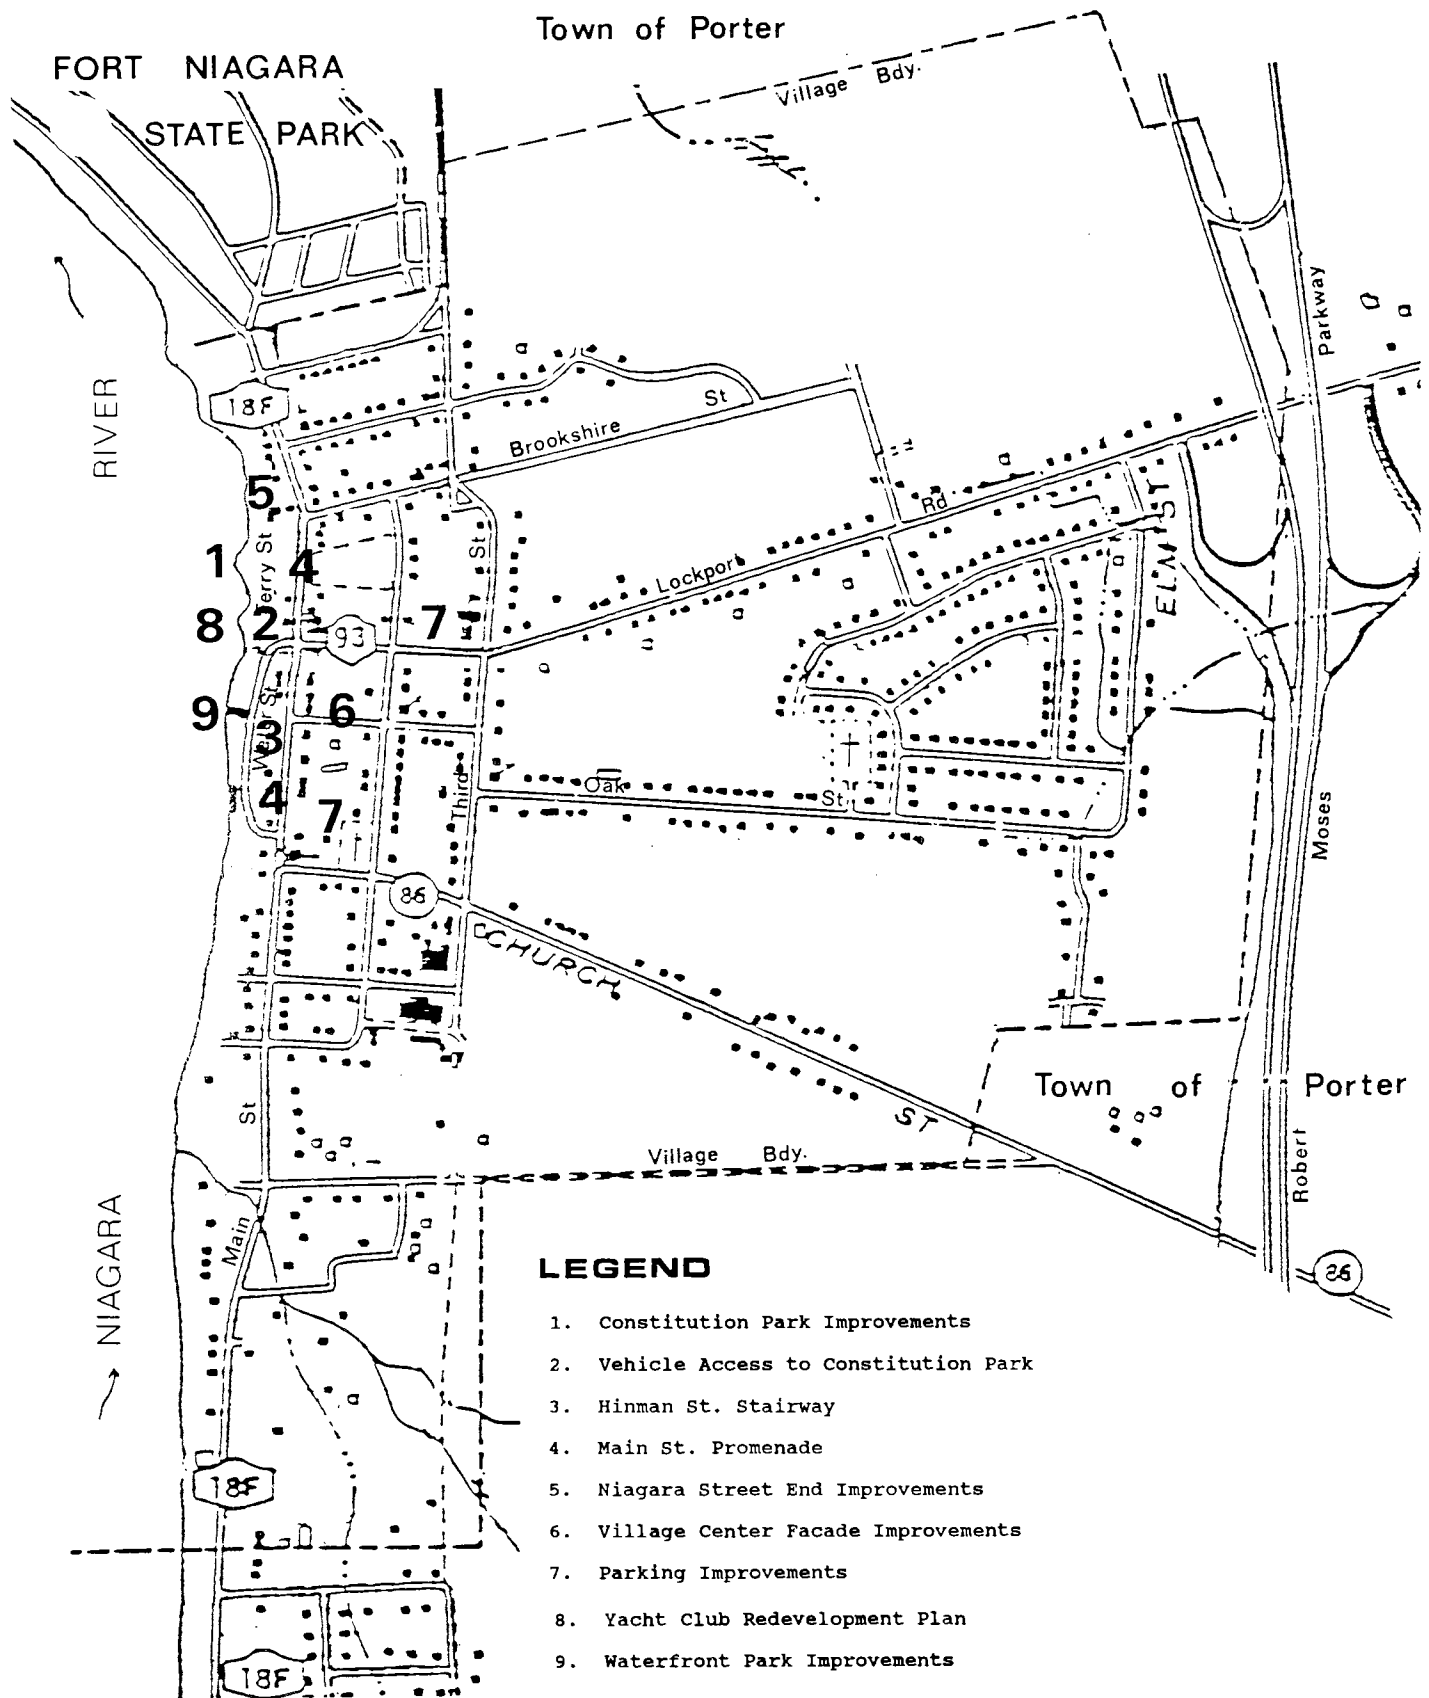 Town of Porter
FORT NIAGARA
STATE PARK
Village Bdy.
Parkway
RIVER
18F
St
Brookshire
5
Rd
ELM ST
St
1
4
Lockport
8
2
7
93
9
Water St
6
3
4
7
Third
Oak
St
Moses
86
CHURCH
ST
Town of Porter
St
Village Bdy.
Robert
Main
NIAGARA
86
LEGEND
1. Constitution Park Improvements
2. Vehicle Access to Constitution Park
3. Hinman St. Stairway
4. Main St. Promenade
5. Niagara Street End Improvements
6. Village Center Facade Improvements
7. Parking Improvements
8. Yacht Club Redevelopment Plan
9. Waterfront Park Improvements
18F
18F